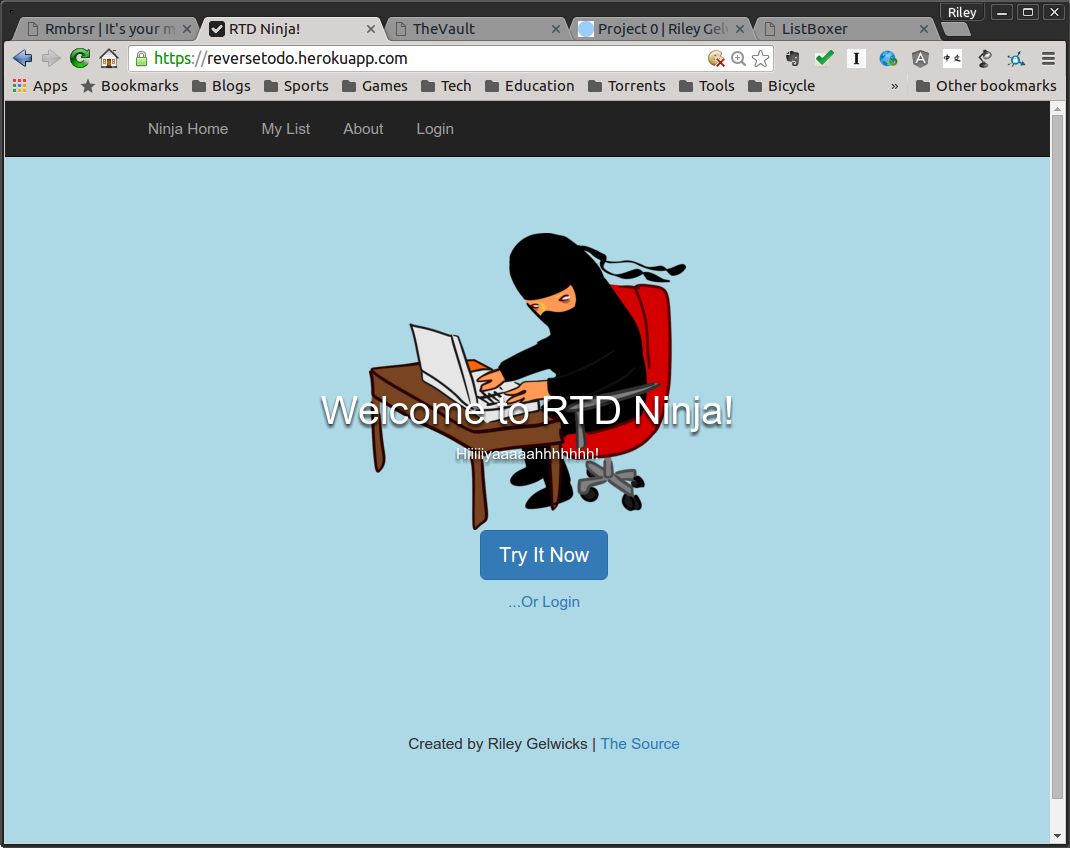 Riley
Rmbrsr | It's your m
RTD Ninja!
TheVault
Project 0 | Riley Gelw
ListBoxer
https://reversetodo.herokuapp.com
Apps Bookmarks Blogs Sports Games Tech Education Torrents Tools Bicycle » Other bookmarks
Ninja Home My List About Login
Welcome to RTD Ninja!
Hiiiiiyaaaaahhhhhhh!
Try It Now
...Or Login
Created by Riley Gelwicks | The Source